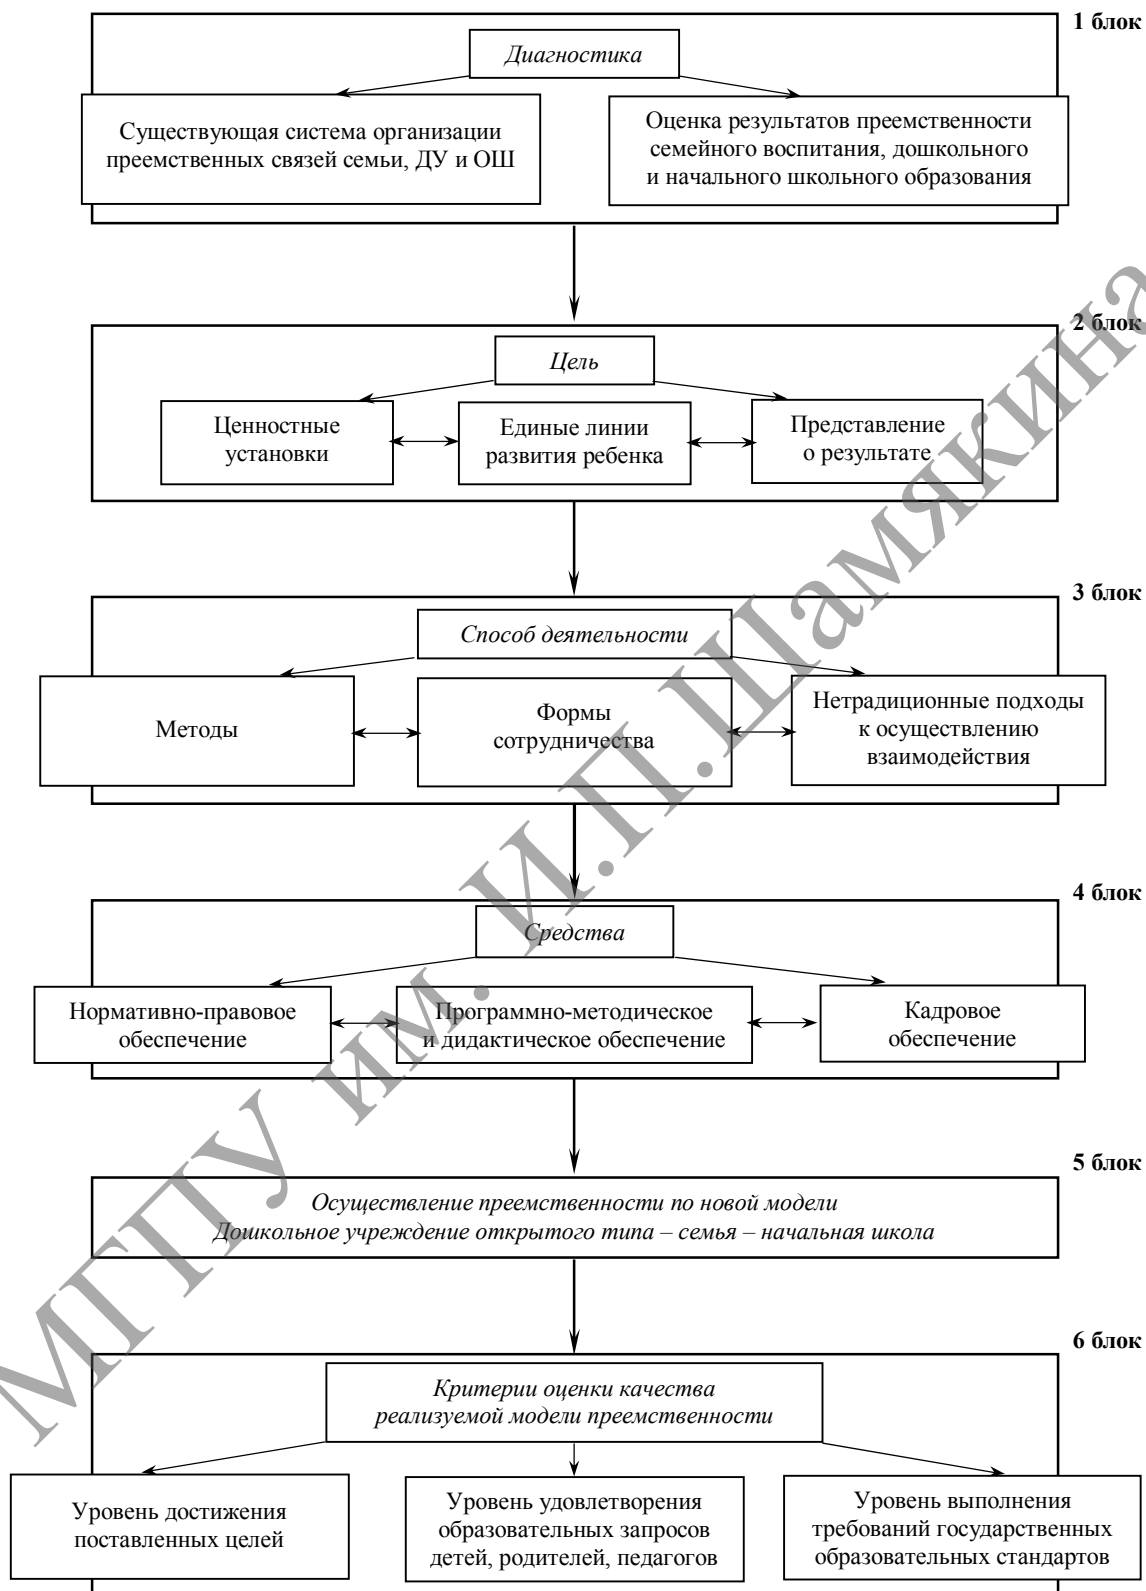 1 блок
Диагностика
Существующая система организации
преемственных связей семьи, ДУ и ОШ
Оценка результатов преемственности
семейного воспитания, дошкольного
и начального школьного образования
2 блок
Цель
Ценностные
установки
Единые линии
развития ребенка
Представление
о результате
3 блок
Способ деятельности
Методы
Формы
сотрудничества
Нетрадиционные подходы
к осуществлению
взаимодействия
4 блок
Средства
Нормативно-правовое
обеспечение
Программно-методическое
и дидактическое обеспечение
Кадровое
обеспечение
5 блок
Осуществление преемственности по новой модели
Дошкольное учреждение открытого типа – семья – начальная школа
6 блок
Критерии оценки качества
реализуемой модели преемственности
Уровень достижения
поставленных целей
Уровень удовлетворения
образовательных запросов
детей, родителей, педагогов
Уровень выполнения
требований государственных
образовательных стандартов
МГПУ им. И.П.Шамякина